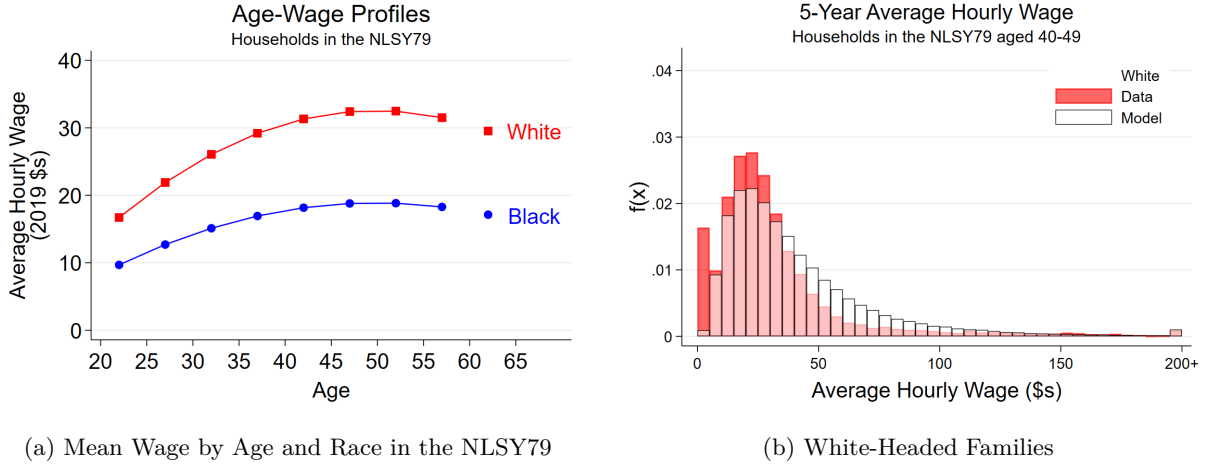 Age-Wage Profiles
Households in the NLSY79
Average Hourly Wage
(2019 $s)
40
30
20
10
0
White
Black
20 25 30 35 40 45 50 55 60 65
Age
(a) Mean Wage by Age and Race in the NLSY79
5-Year Average Hourly Wage
Households in the NLSY79 aged 40-49
f(x)
.04
.03
.02
.01
0
White
Data
Model
0 50 100 150 200+
Average Hourly Wage ($s)
(b) White-Headed Families